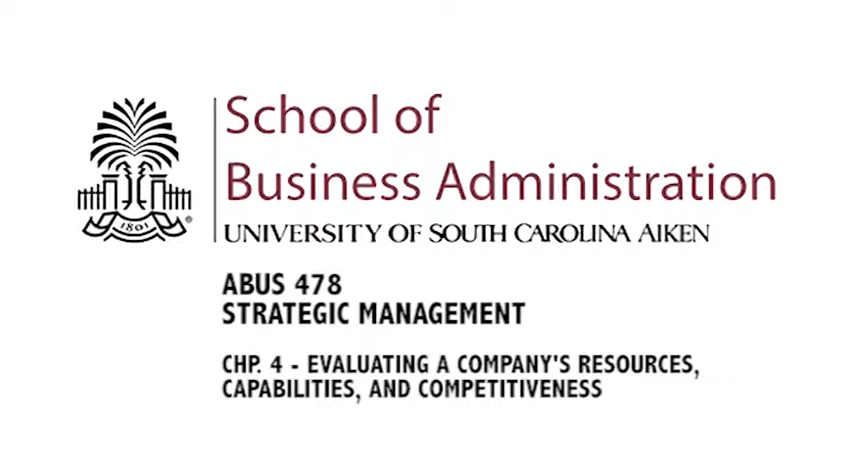 School of
Business Administration
UNIVERSITY OF SOUTH CAROLINA AIKEN
1801
®
ABUS 478
STRATEGIC MANAGEMENT
CHP. 4 - EVALUATING A COMPANY'S RESOURCES,
CAPABILITIES, AND COMPETITIVENESS